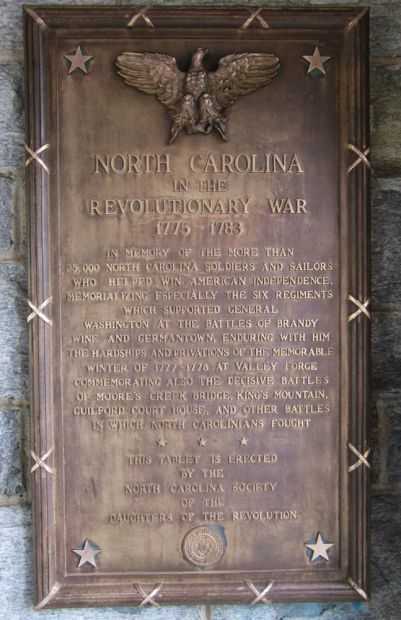 NORTH CAROLINA
IN THE
REVOLUTIONARY WAR
1775 - 1783
IN MEMORY OF THE MORE THAN
25,000 NORTH CAROLINA SOLDIERS AND SAILORS
WHO HELPED WIN AMERICAN INDEPENDENCE,
MEMORIALIZING ESPECIALLY THE SIX REGIMENTS
WHICH SUPPORTED GENERAL
WASHINGTON AT THE BATTLES OF BRANDY
WINE AND GERMANTOWN, ENDURING WITH HIM
THE HARDSHIPS AND PRIVATIONS OF THE MEMORABLE
WINTER OF 1777-1778 AT VALLEY FORGE
COMMEMORATING ALSO THE DECISIVE BATTLES
OF MOORE'S CREEK BRIDGE, KING'S MOUNTAIN,
GUILFORD COURT HOUSE, AND OTHER BATTLES
IN WHICH NORTH CAROLINIANS FOUGHT
THIS TABLET IS ERECTED
BY THE
NORTH CAROLINA SOCIETY
OF THE
DAUGHTERS OF THE REVOLUTION